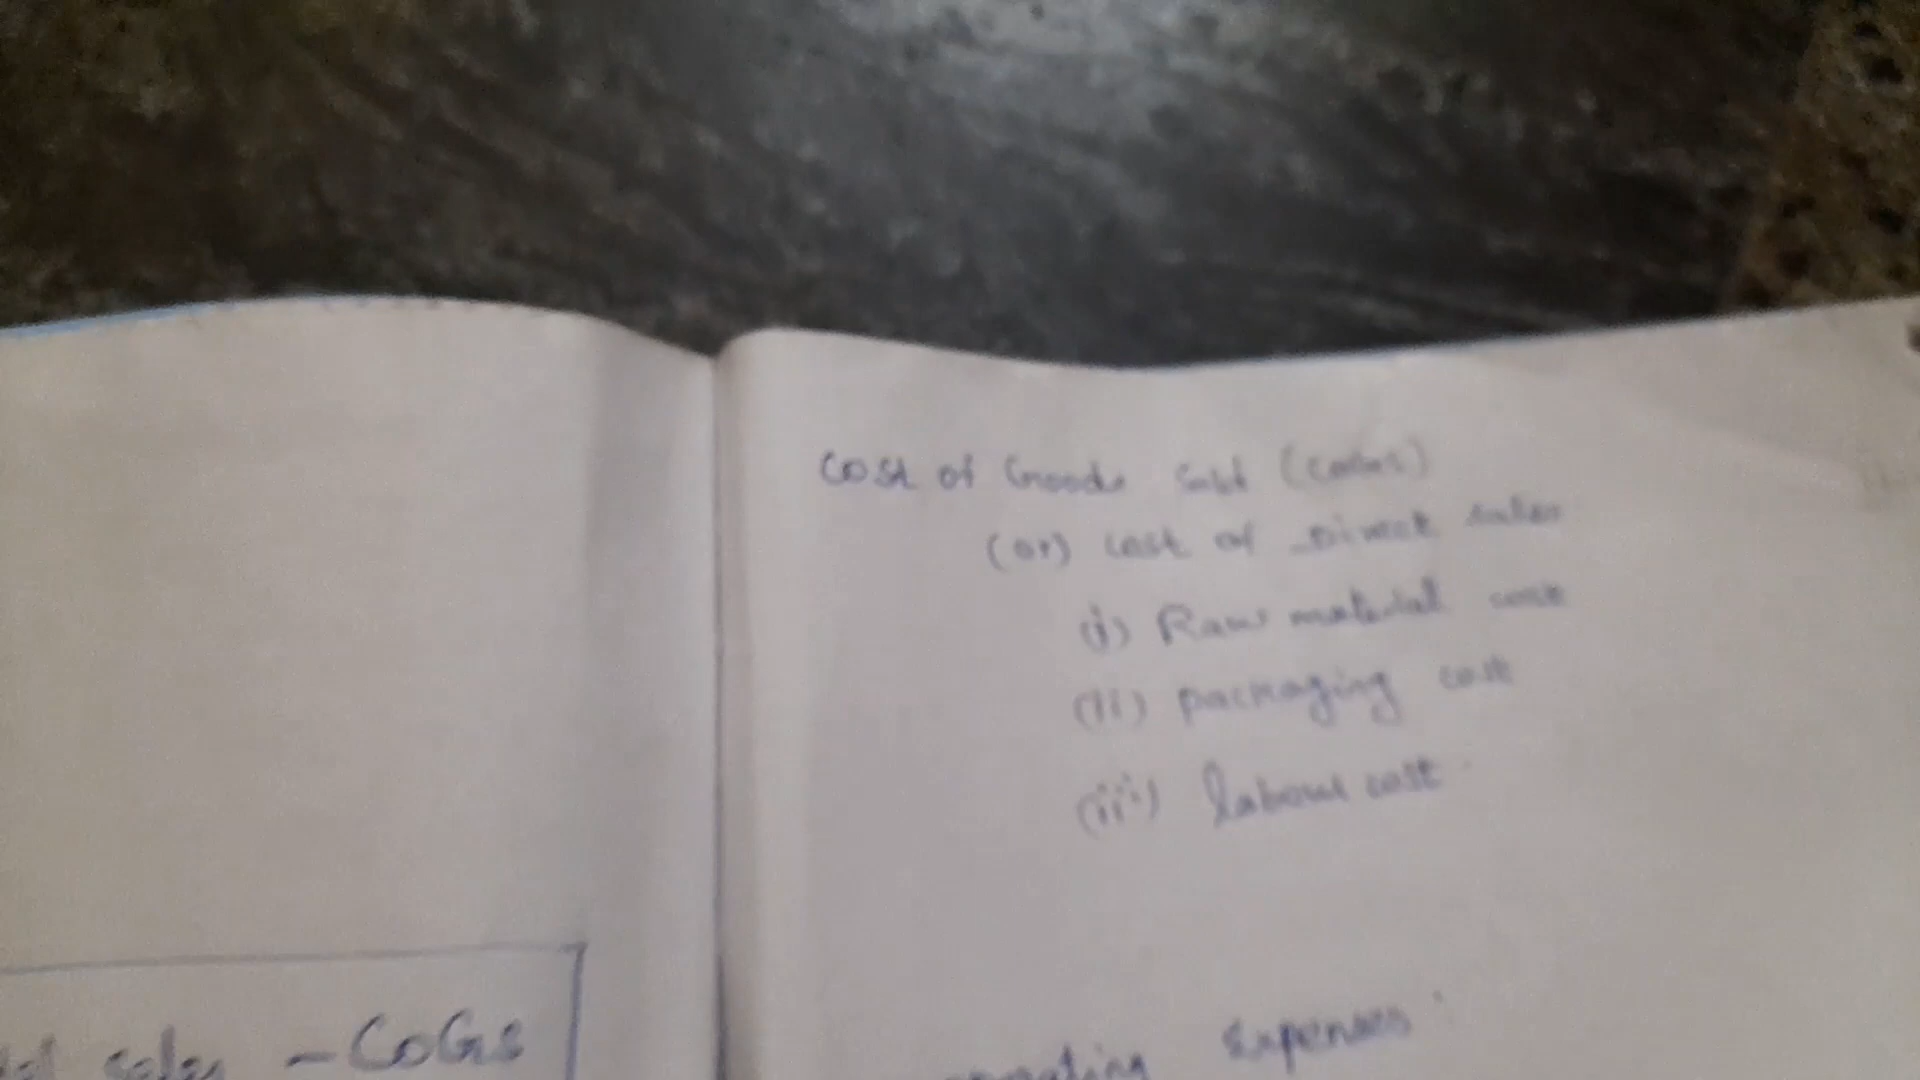 sales - COGS
Cost of Goods Sold (COGS)
(or) cost of Direct sales
(i) Raw material cost
(ii) packaging cost
(iii) labour cost
operating Expenses